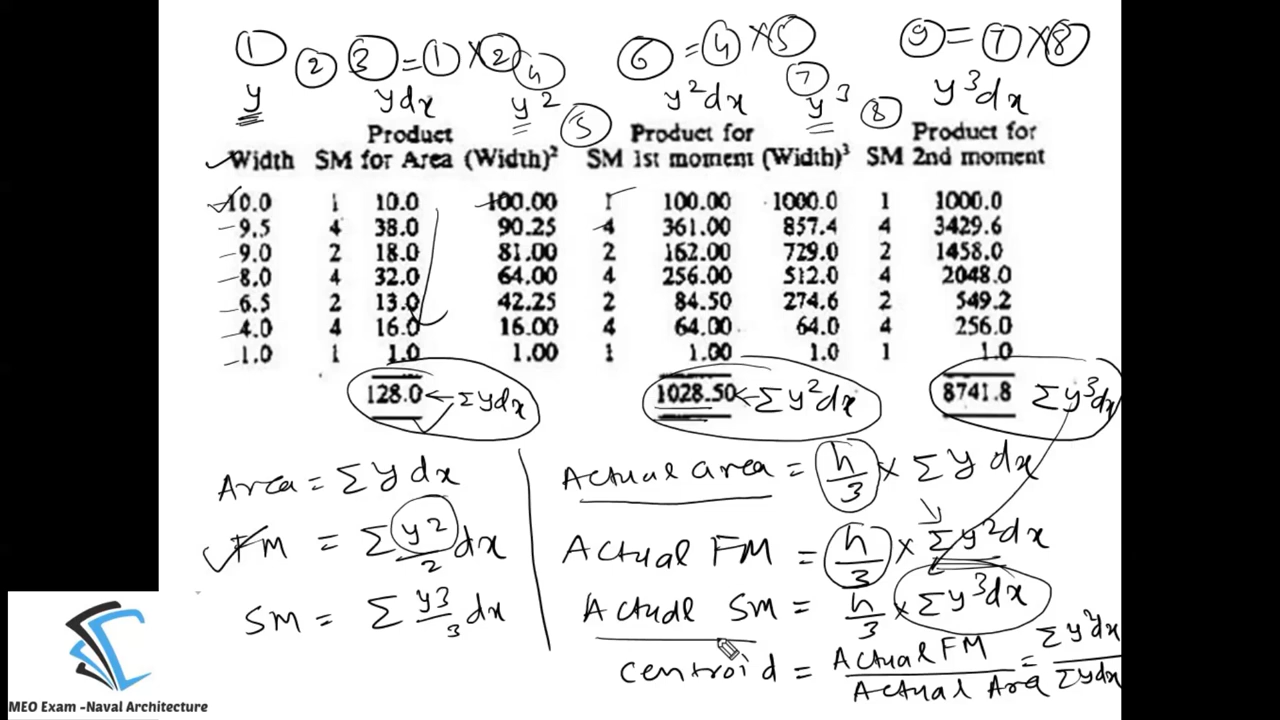 ① ② ③ = ① × ② ④ ⑥ = ④ × ⑤ ⑦ ⑨ = ⑦ × ⑧
y ydx y² ⑤ y²dx y³ ⑧ y³dx
Product Product for Product for
Width SM for Area (Width)² SM 1st moment (Width)³ SM 2nd moment
10.0 1 10.0 100.00 1 100.00 1000.0 1 1000.0
9.5 4 38.0 90.25 4 361.00 857.4 4 3429.6
9.0 2 18.0 81.00 2 162.00 729.0 2 1458.0
8.0 4 32.0 64.00 4 256.00 512.0 4 2048.0
6.5 2 13.0 42.25 2 84.50 274.6 2 549.2
4.0 4 16.0 16.00 4 64.00 64.0 4 256.0
1.0 1 1.0 1.00 1 1.00 1.0 1 1.0
128.0 ← Σydx 1028.50 ← Σy²dx 8741.8 Σy³dx
Area = Σ y dx
FM = Σ y2/2 dx
SM = Σ y3/3 dx
Actual area = h/3 × Σ y dx
Actual FM = h/3 × Σ y²dx
Actual SM = h/3 × Σ y³dx
centroid = Actual FM / Actual Area = Σy²dx / Σydx
MEO Exam -Naval Architecture